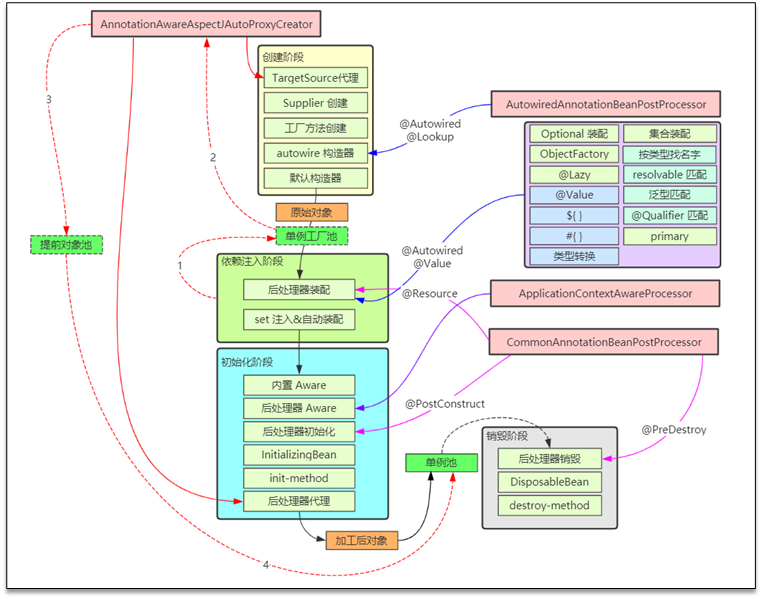 AnnotationAwareAspectJAutoProxyCreator
创建阶段
TargetSource代理
Supplier 创建
工厂方法创建
autowire 构造器
默认构造器
原始对象
单例工厂池
3
2
1
提前对象池
@Autowired
@Lookup
AutowiredAnnotationBeanPostProcessor
Optional 装配
集合装配
ObjectFactory
按类型找名字
@Lazy
resolvable 匹配
@Value
泛型匹配
${ }
@Qualifier 匹配
#{ }
primary
类型转换
依赖注入阶段
后处理器装配
set 注入&自动装配
@Autowired
@Value
@Resource
ApplicationContextAwareProcessor
CommonAnnotationBeanPostProcessor
初始化阶段
内置 Aware
后处理器 Aware
后处理器初始化
InitializingBean
init-method
后处理器代理
@PostConstruct
@PreDestroy
单例池
销毁阶段
后处理器销毁
DisposableBean
destroy-method
加工后对象
4